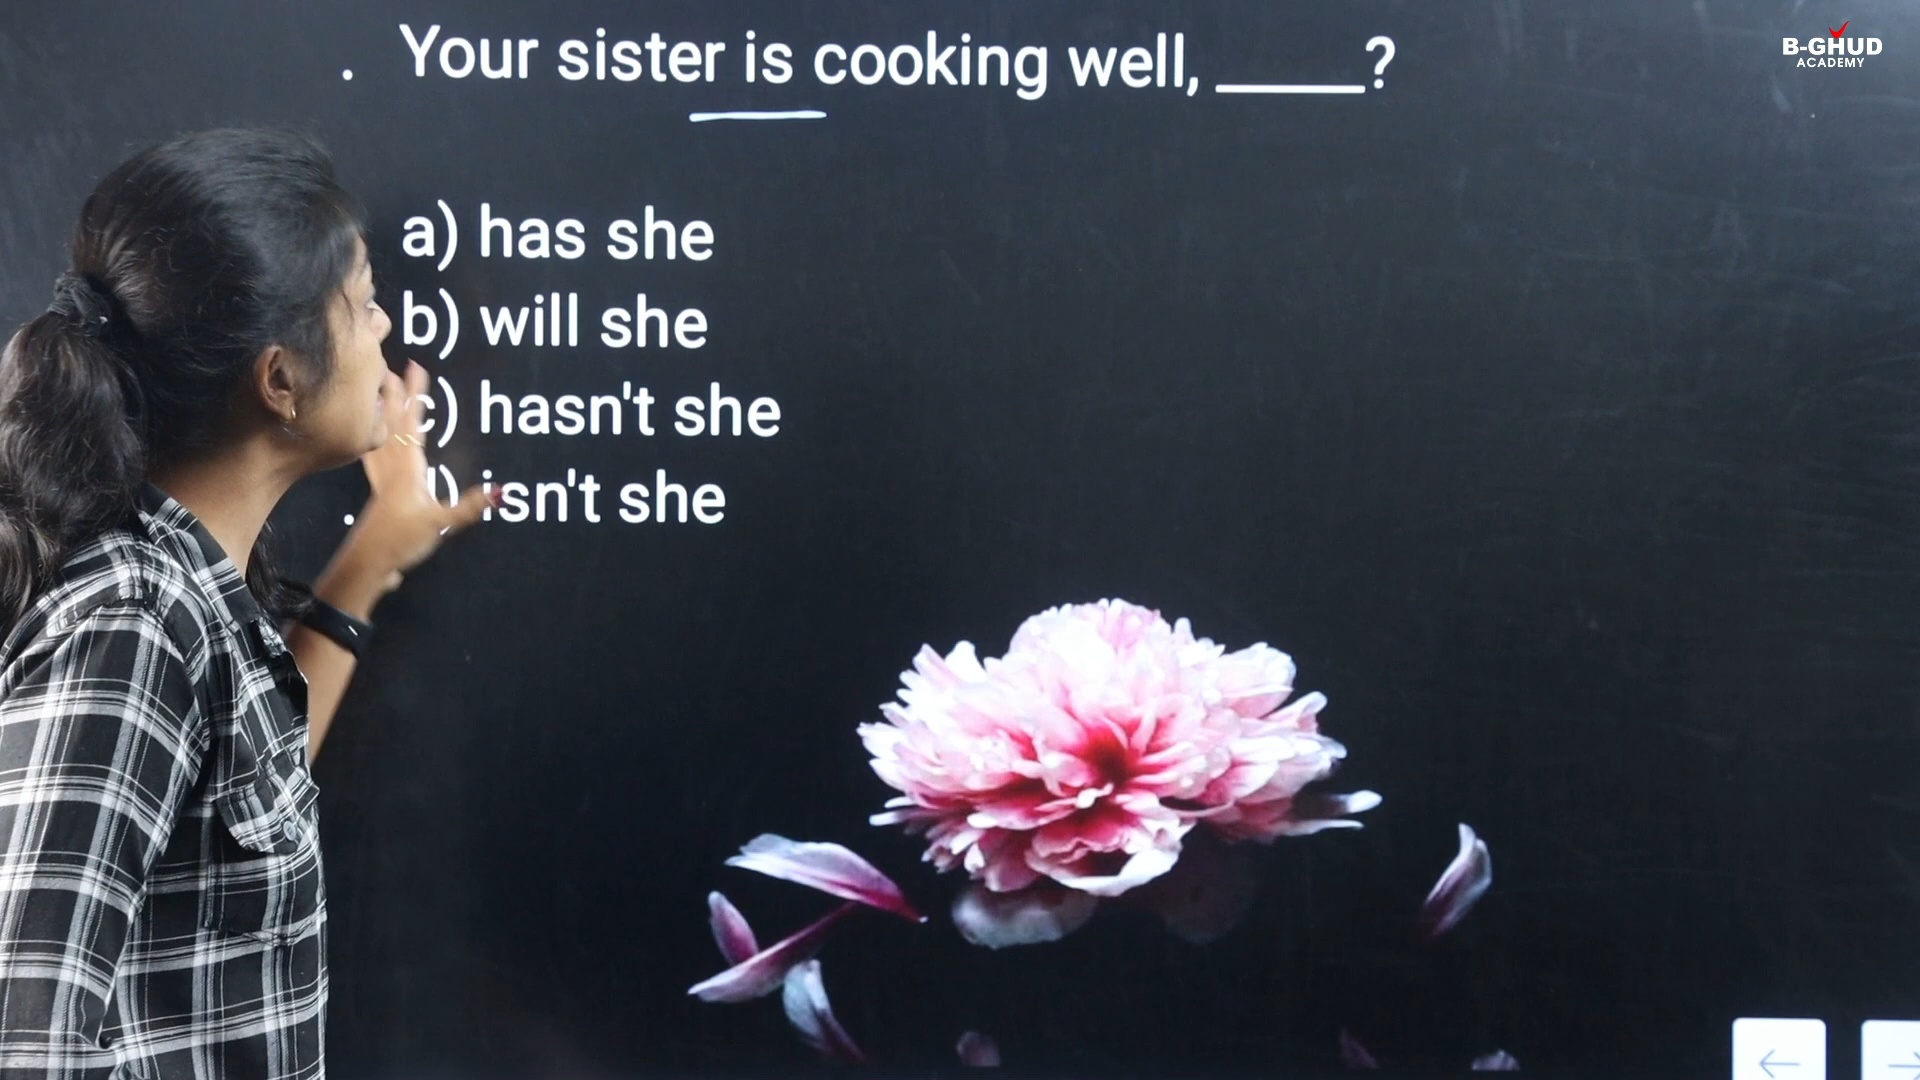 . Your sister is cooking well, _____?
a) has she
b) will she
c) hasn't she
. d) isn't she
B-GHUD
ACADEMY